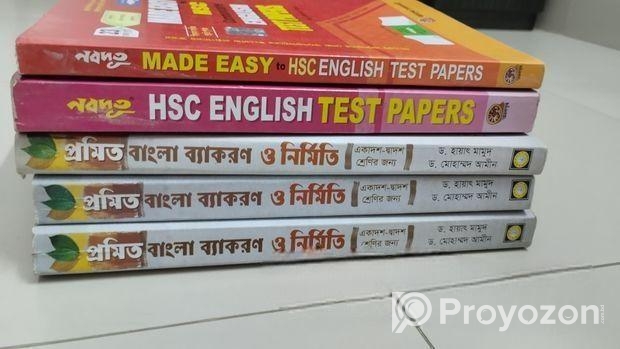 নবদূত MADE EASY to HSC ENGLISH TEST PAPERS
নবদূত HSC ENGLISH TEST PAPERS
প্রমিত বাংলা ব্যাকরণ ও নির্মিতি একাদশ-দ্বাদশ শ্রেণির জন্য ড. হায়াৎ মামুদ ড. মোহাম্মদ আমীন
প্রমিত বাংলা ব্যাকরণ ও নির্মিতি একাদশ-দ্বাদশ শ্রেণির জন্য ড. হায়াৎ মামুদ ড. মোহাম্মদ আমীন
প্রমিত বাংলা ব্যাকরণ ও নির্মিতি একাদশ-দ্বাদশ শ্রেণির জন্য ড. হায়াৎ মামুদ ড. মোহাম্মদ আমীন
Proyozon